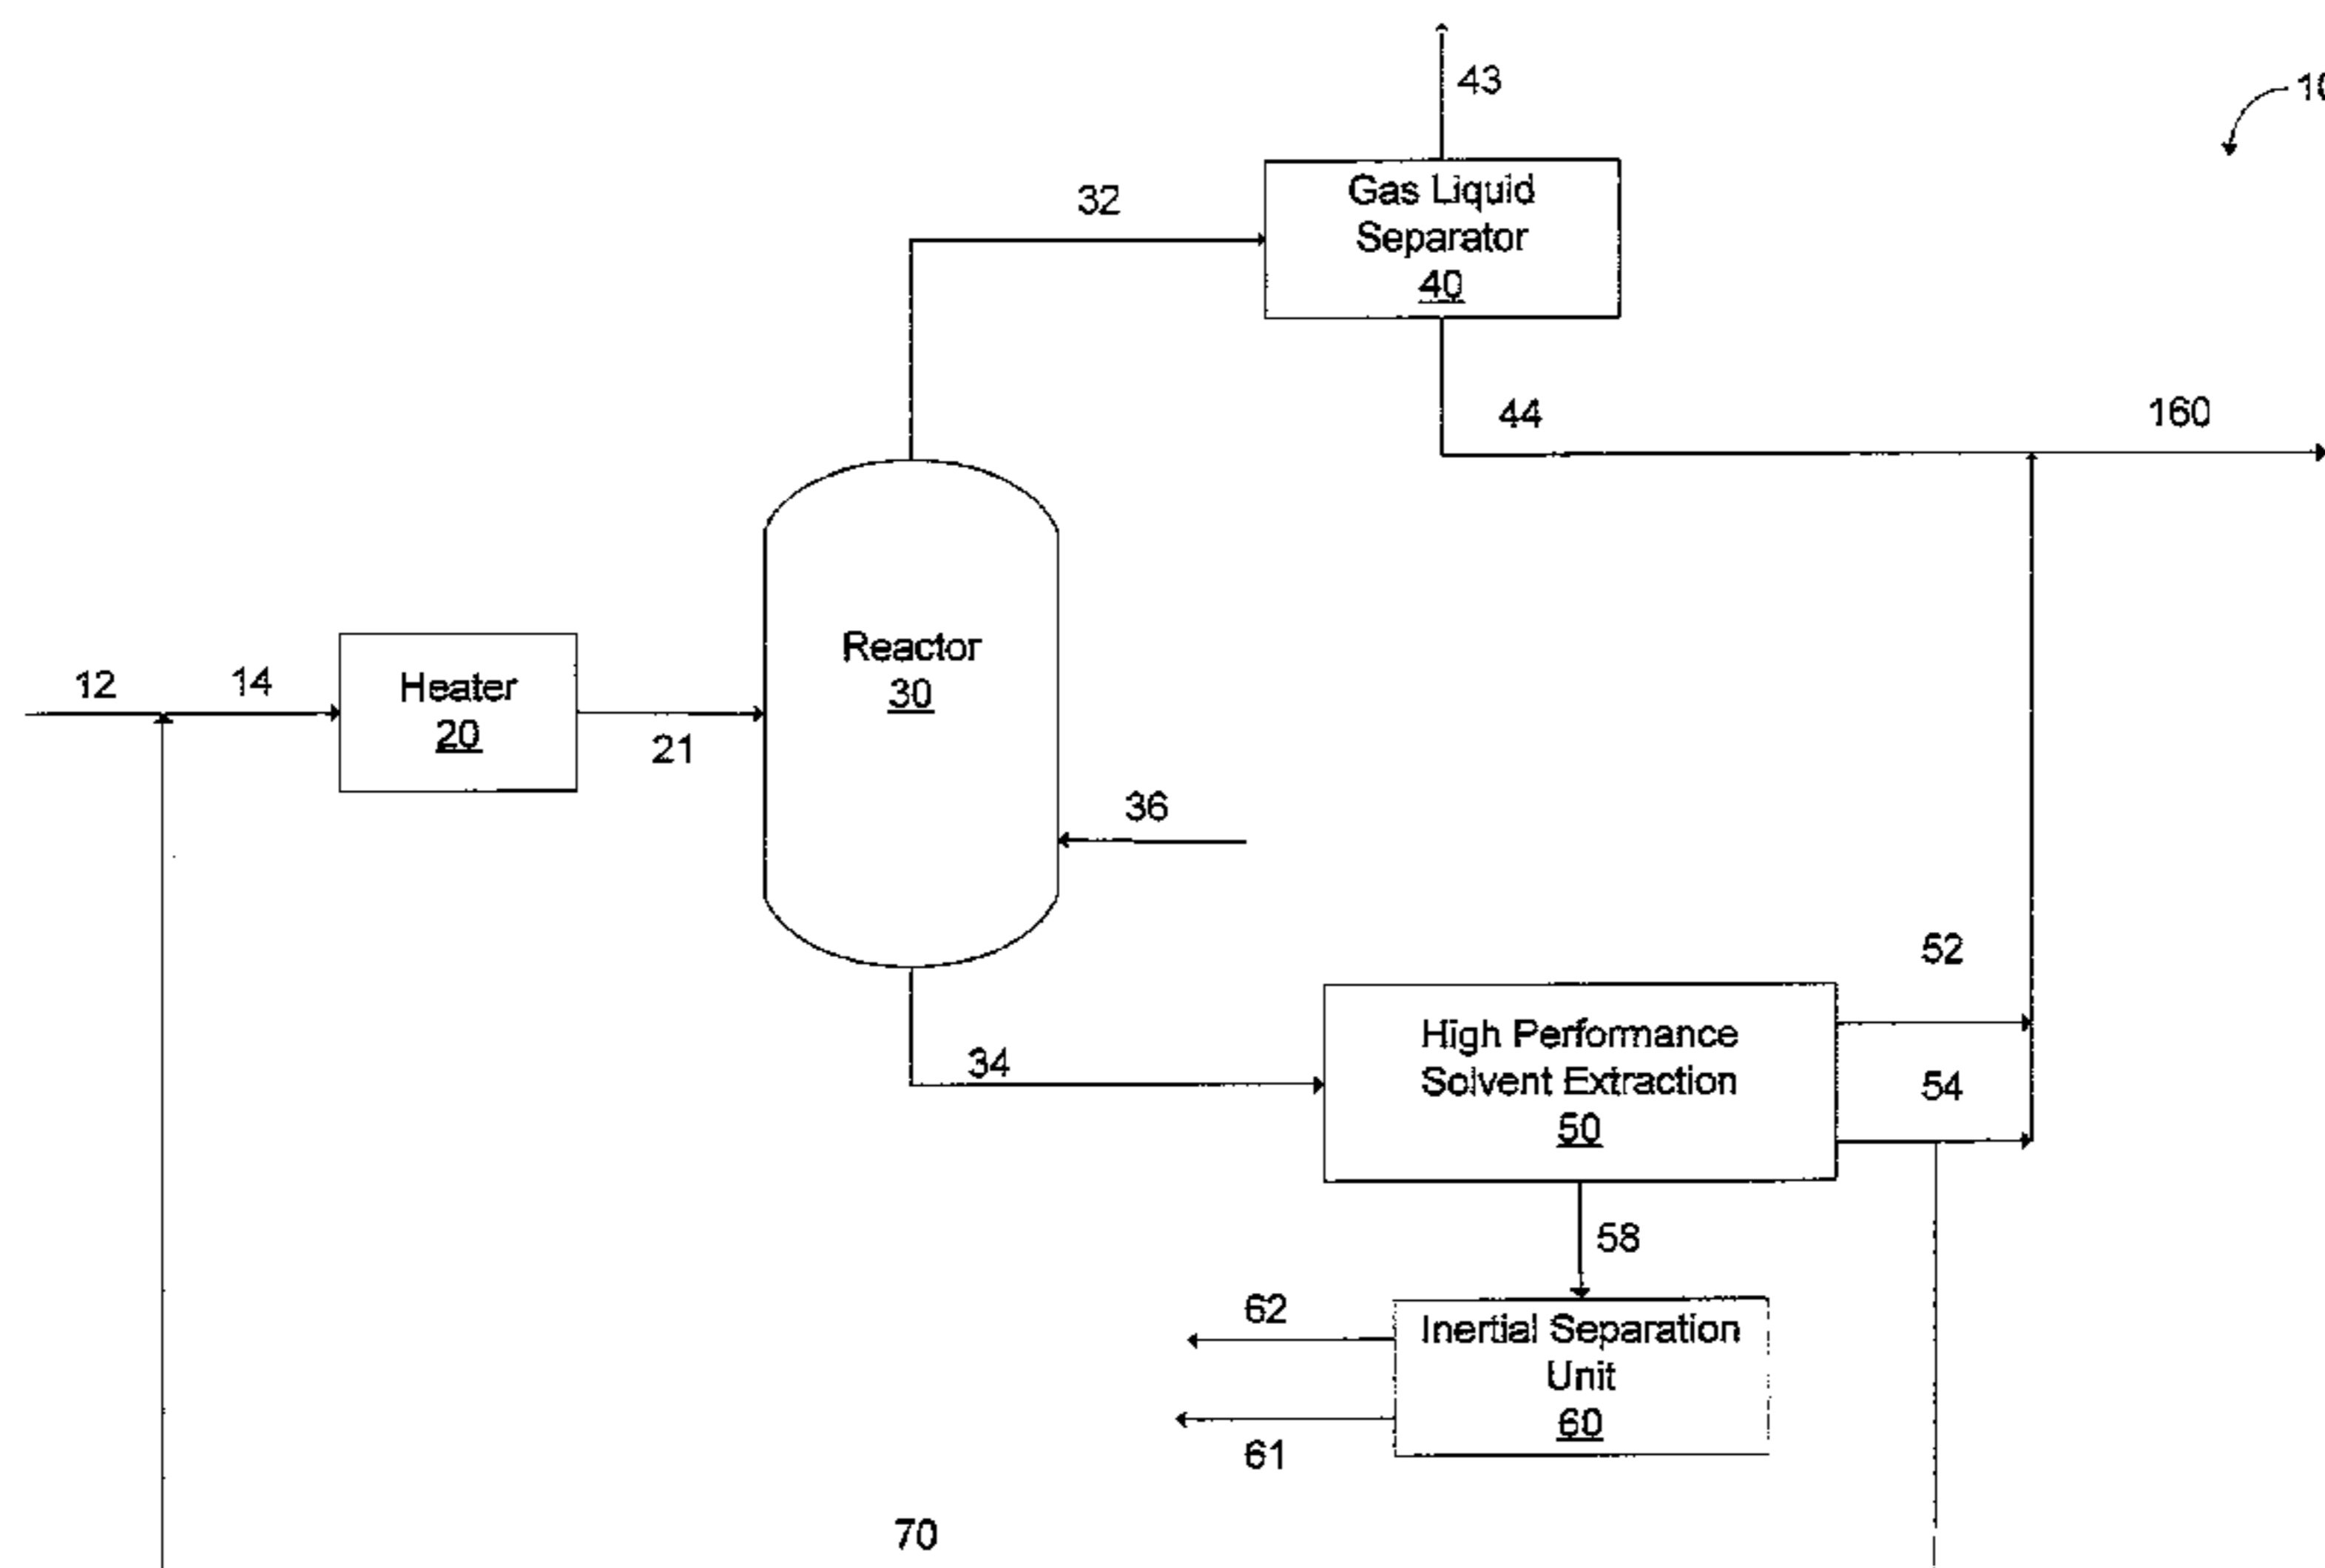 43
10
32
Gas Liquid
Separator
40
44
160
Reactor
30
12
14
Heater
20
21
36
52
High Performance
Solvent Extraction
50
34
54
58
62
Inertial Separation
Unit
60
61
70